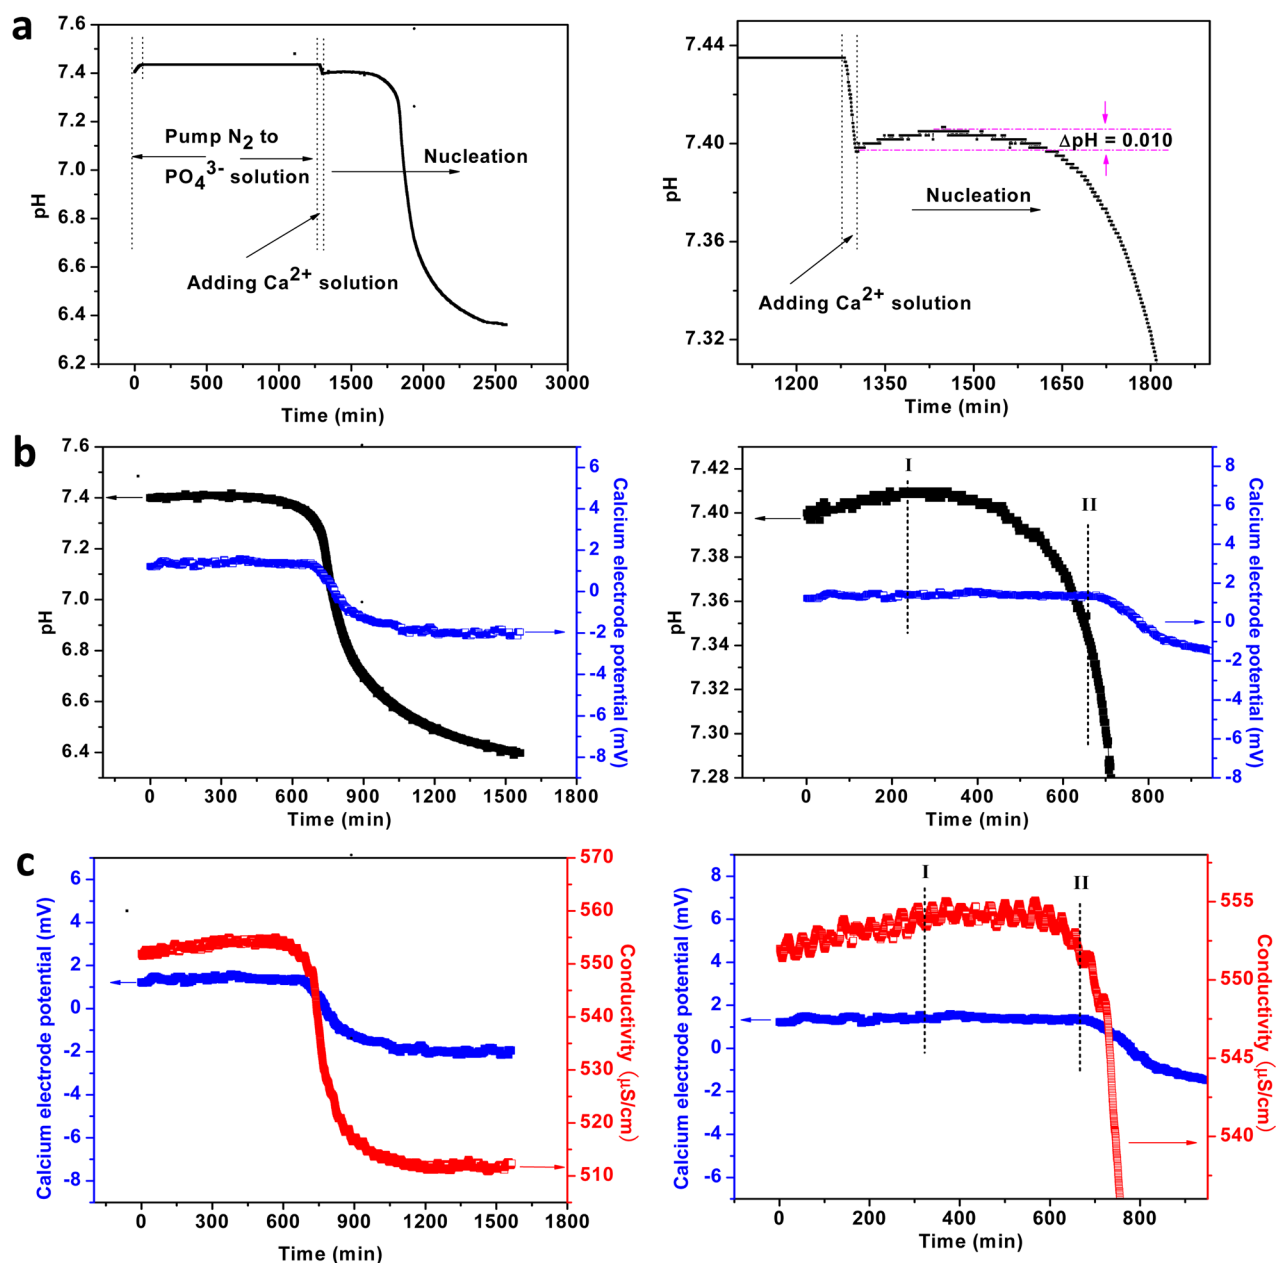 a
7.6
7.4
7.2
7.0
6.8
6.6
6.4
6.2
pH
Pump N2 to
PO4 3- solution
Nucleation
Adding Ca2+ solution
0 500 1000 1500 2000 2500 3000
Time (min)
7.44
7.40
7.36
7.32
pH
ΔpH = 0.010
Nucleation
Adding Ca2+ solution
1200 1350 1500 1650 1800
Time (min)
b
7.6
7.4
7.2
7.0
6.8
6.6
6.4
pH
6
4
2
0
-2
-4
-6
-8
Calcium electrode potential (mV)
0 300 600 900 1200 1500 1800
Time (min)
7.42
7.40
7.38
7.36
7.34
7.32
7.30
7.28
pH
I
II
8
6
4
2
0
-2
-4
-6
-8
Calcium electrode potential (mV)
0 200 400 600 800
Time (min)
c
6
4
2
0
-2
-4
-6
-8
Calcium electrode potential (mV)
570
560
550
540
530
520
510
Conductivity (μS/cm)
0 300 600 900 1200 1500 1800
Time (min)
8
6
4
2
0
-2
-4
-6
Calcium electrode potential (mV)
I
II
555
550
545
540
Conductivity (μS/cm)
0 200 400 600 800
Time (min)